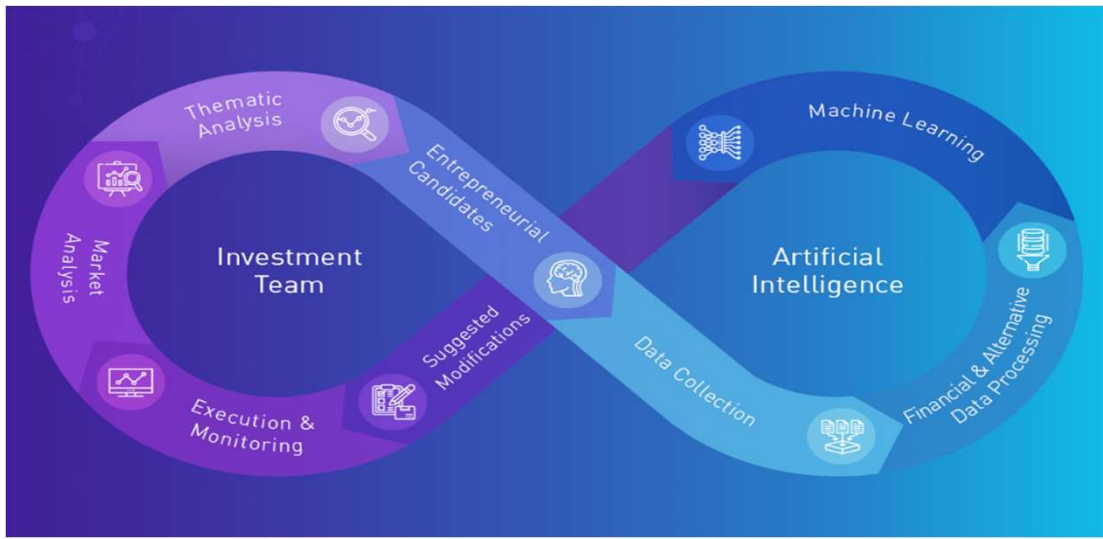 Thematic
Analysis
Entrepreneurial
Candidates
Machine Learning
Market
Analysis
Investment
Team
Artificial
Intelligence
Suggested
Modifications
Data Collection
Financial & Alternative
Data Processing
Execution &
Monitoring